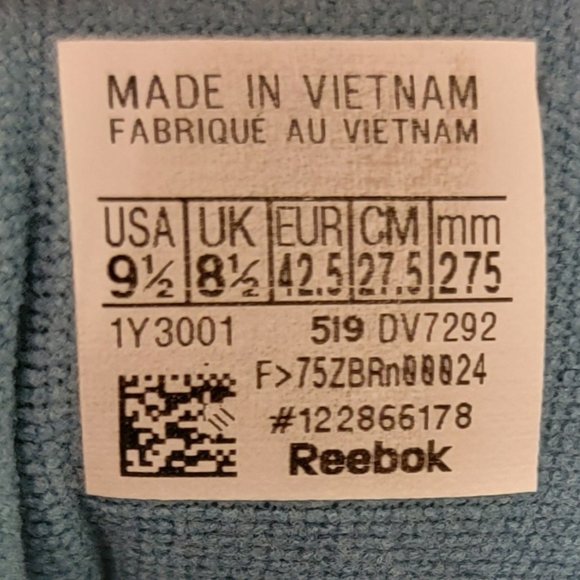 MADE IN VIETNAM
FABRIQUÉ AU VIETNAM
USA UK EUR CM mm
9½ 8½ 42.5 27.5 275
1Y3001 519 DV7292
F>75ZBRn00024
#122866178
Reebok